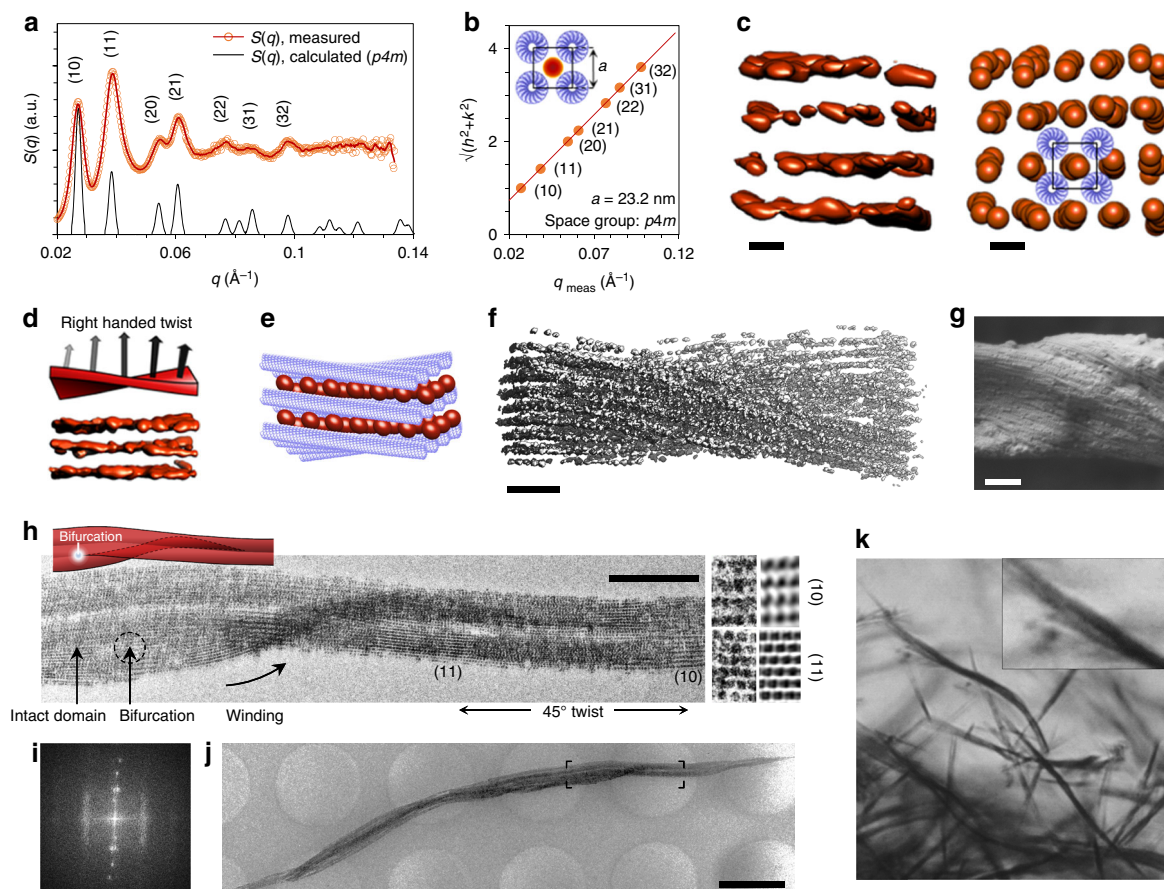 a
S(q), measured
S(q), calculated (p4m)
(10)
(11)
(20)
(21)
(22)
(31)
(32)
S(q) (a.u.)
0.02
0.06
0.1
0.14
q (Å⁻¹)
b
4
2
0
√(h²+k²)
a
(32)
(31)
(22)
(21)
(20)
(11)
(10)
a = 23.2 nm
Space group: p4m
0.02
0.07
0.12
q meas (Å⁻¹)
c
d
Right handed twist
e
f
g
h
Bifurcation
(11)
(10)
(10)
(11)
Intact domain
Bifurcation
Winding
45° twist
i
j
k